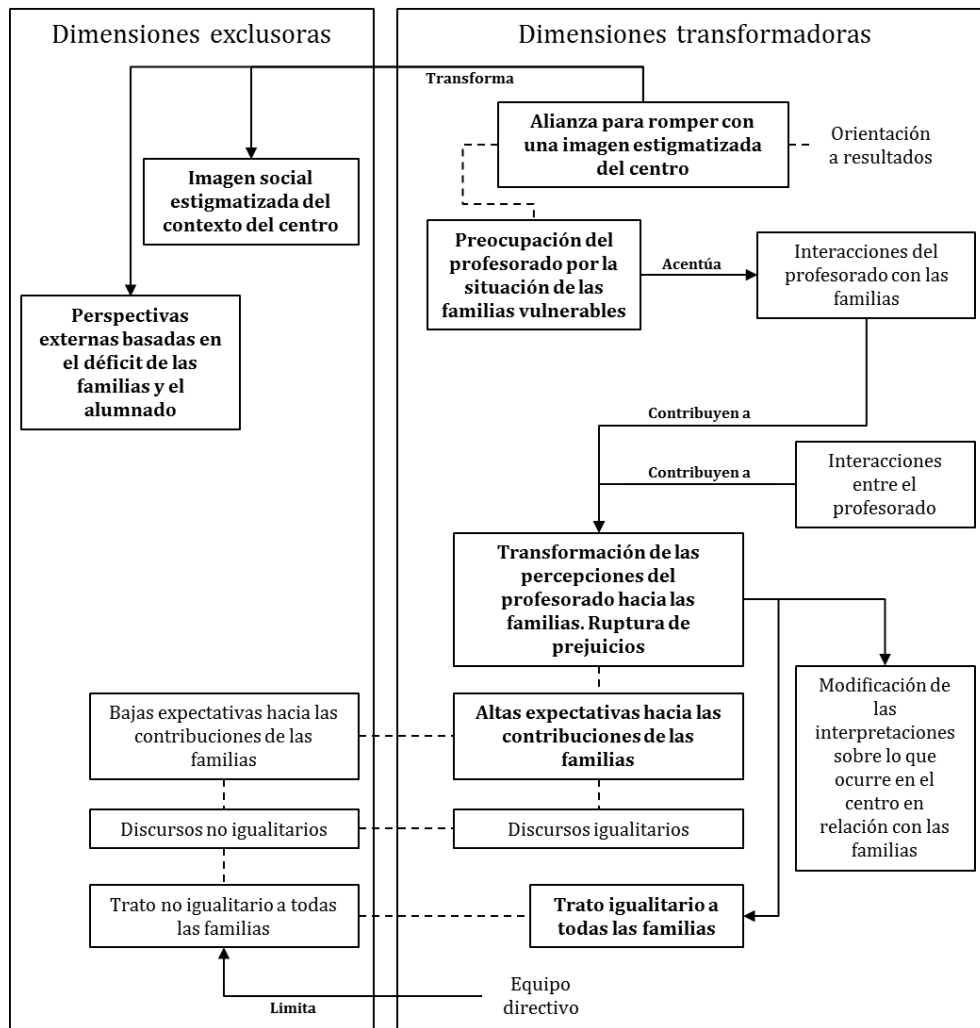 Dimensiones exclusoras
Dimensiones transformadoras
Transforma
Alianza para romper con
una imagen estigmatizada
del centro
Orientación
a resultados
Imagen social
estigmatizada del
contexto del centro
Preocupación del
profesorado por la
situación de las
familias vulnerables
Acentúa
Interacciones del
profesorado con las
familias
Perspectivas
externas basadas en
el déficit de las
familias y el
alumnado
Contribuyen a
Contribuyen a
Interacciones
entre el
profesorado
Transformación de las
percepciones del
profesorado hacia las
familias. Ruptura de
prejuicios
Modificación de
las
interpretaciones
sobre lo que
ocurre en el
centro en
relación con las
familias
Bajas expectativas hacia las
contribuciones de las
familias
Altas expectativas hacia las
contribuciones de las
familias
Discursos no igualitarios
Discursos igualitarios
Trato no igualitario a todas
las familias
Trato igualitario a
todas las familias
Limita
Equipo
directivo